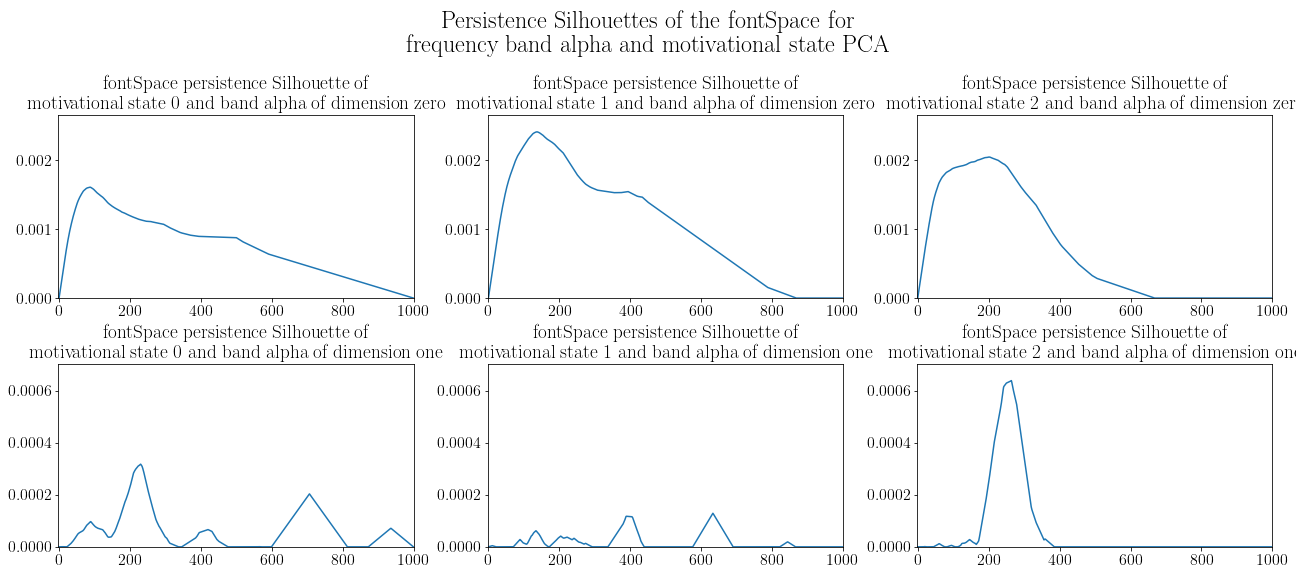 Persistence Silhouettes of the fontSpace for
frequency band alpha and motivational state PCA
fontSpace persistence Silhouette of
motivational state 0 and band alpha of dimension zero
fontSpace persistence Silhouette of
motivational state 1 and band alpha of dimension zero
fontSpace persistence Silhouette of
motivational state 2 and band alpha of dimension zer
0.002
0.001
0.000
0 200 400 600 800 1000
0.002
0.001
0.000
0 200 400 600 800 1000
0.002
0.001
0.000
0 200 400 600 800 1000
fontSpace persistence Silhouette of
motivational state 0 and band alpha of dimension one
fontSpace persistence Silhouette of
motivational state 1 and band alpha of dimension one
fontSpace persistence Silhouette of
motivational state 2 and band alpha of dimension one
0.0006
0.0004
0.0002
0.0000
0 200 400 600 800 1000
0.0006
0.0004
0.0002
0.0000
0 200 400 600 800 1000
0.0006
0.0004
0.0002
0.0000
0 200 400 600 800 1000